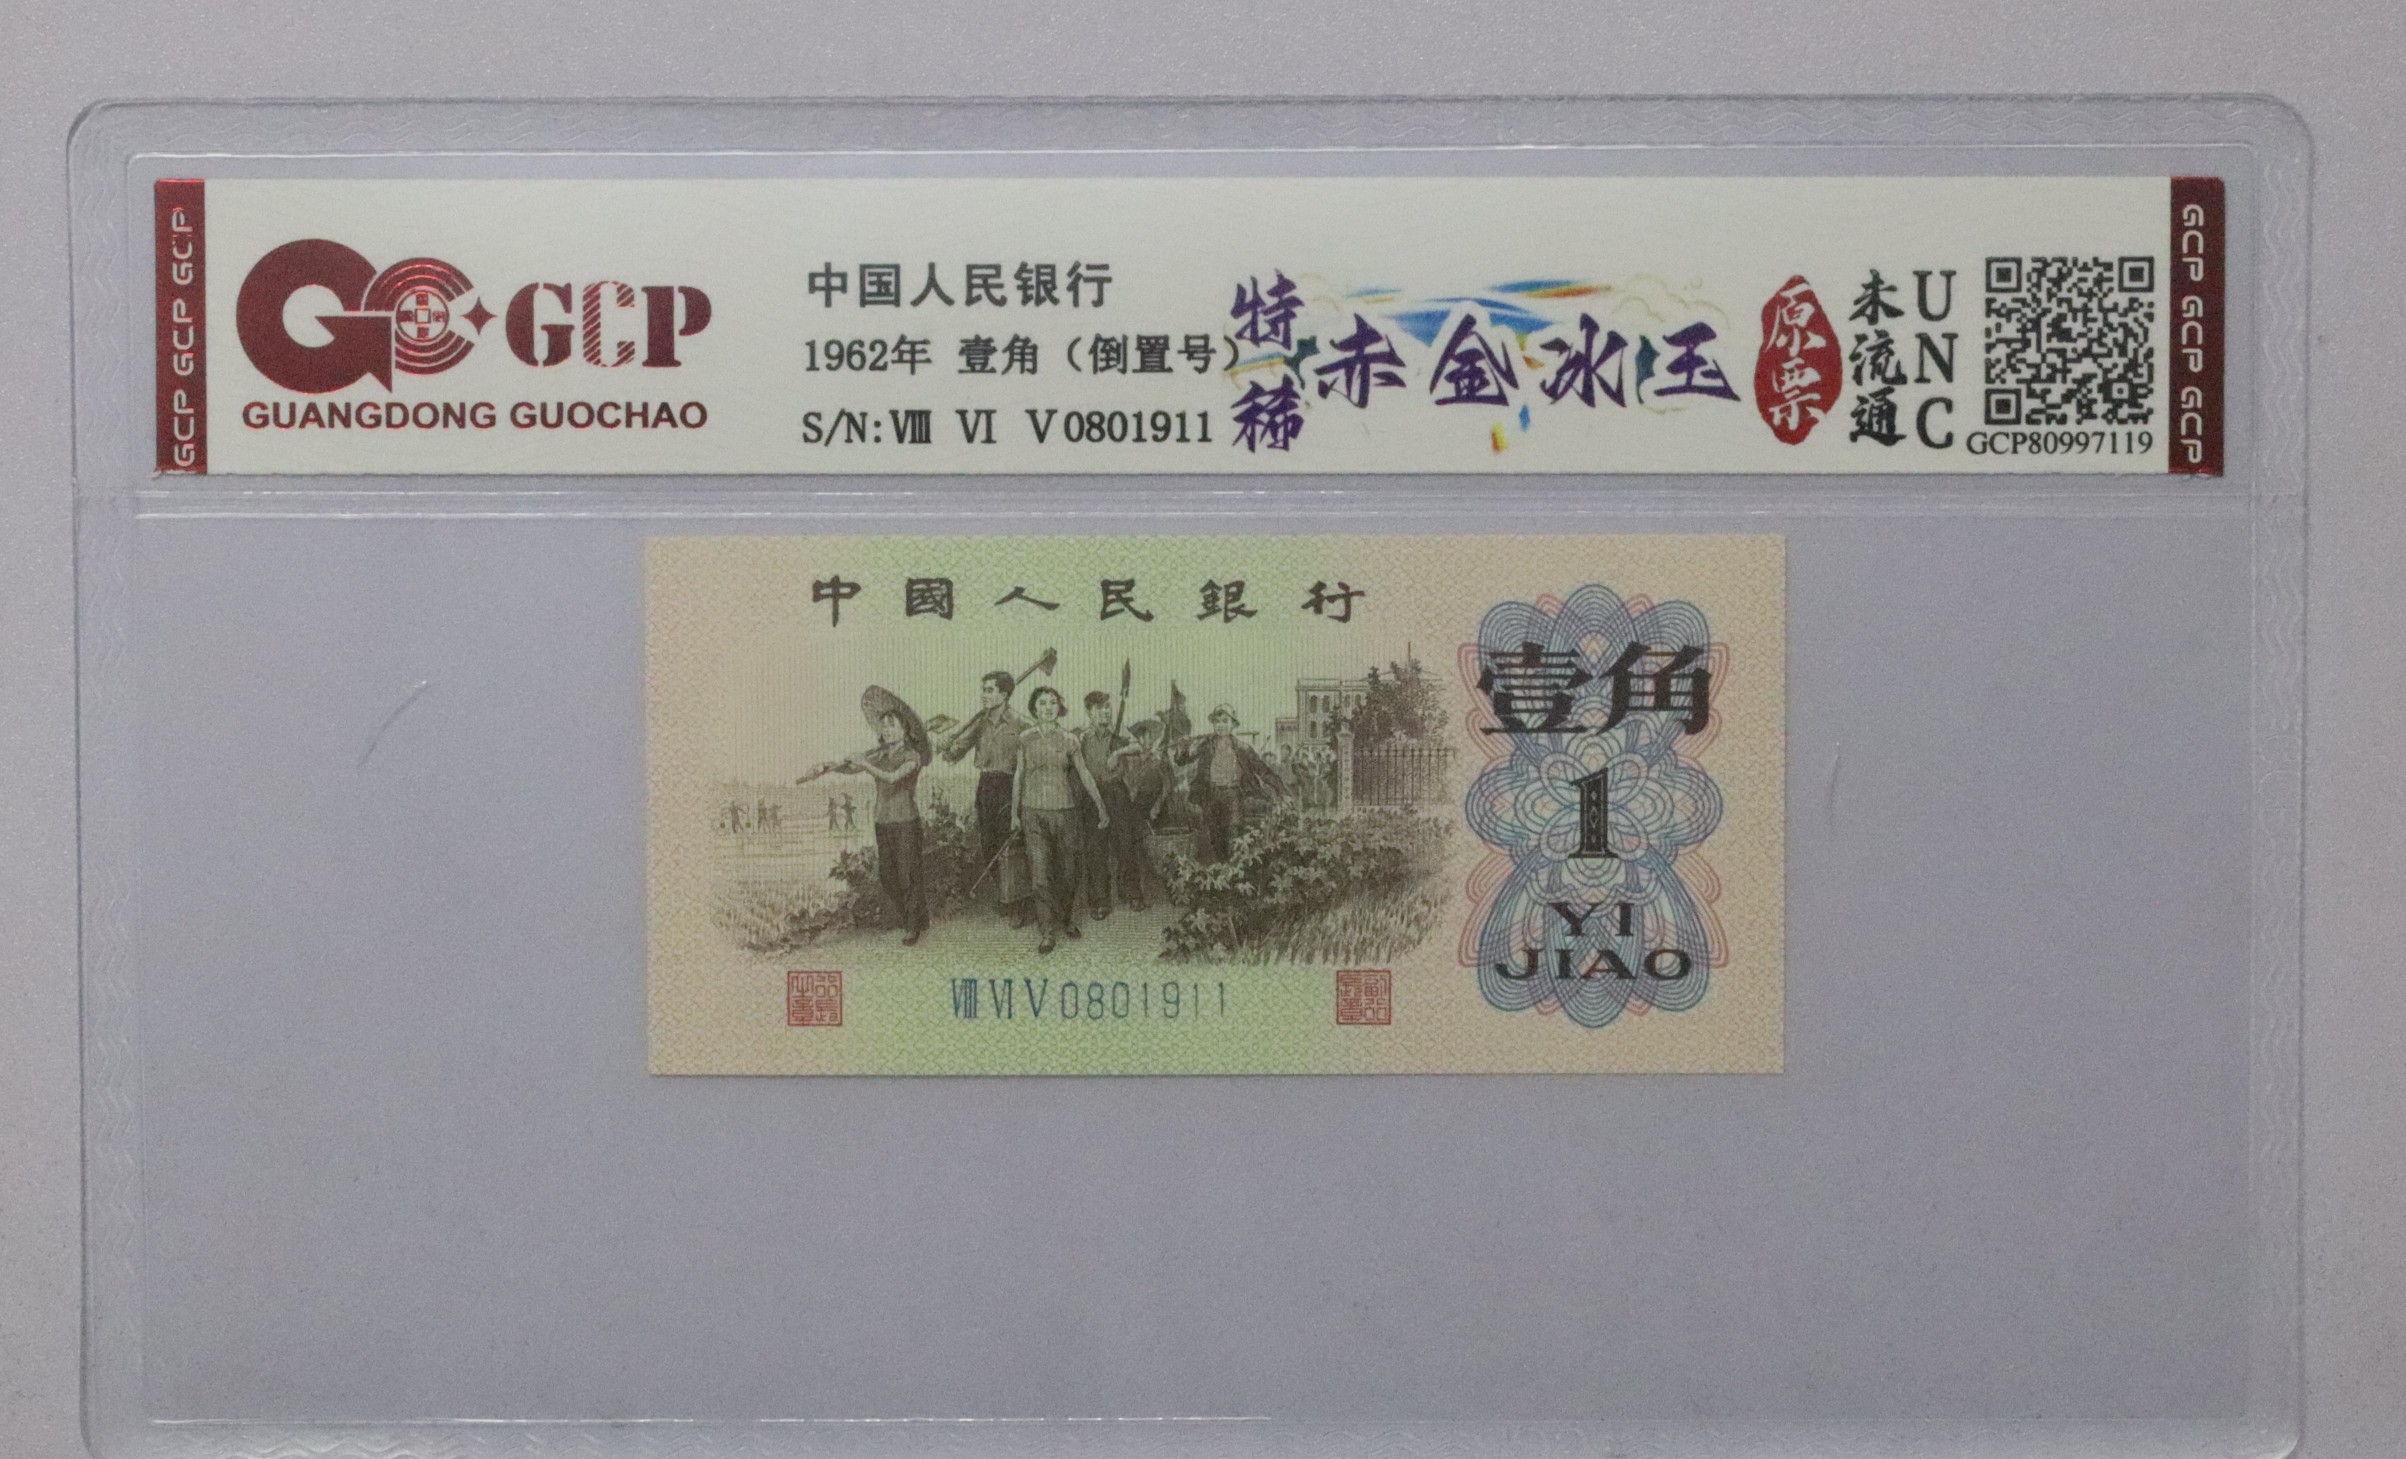 GCP GCP GCP
GCP
GUANGDONG GUOCHAO
中国人民银行
1962年 壹角（倒置号）
S/N:Ⅷ Ⅵ Ⅴ0801911
特稀
赤金冰玉
原票
未流通
UNC
GCP80997119
GCP GCP GCP
中國人民銀行
壹角
1
YI
JIAO
Ⅷ Ⅵ Ⅴ 0801911